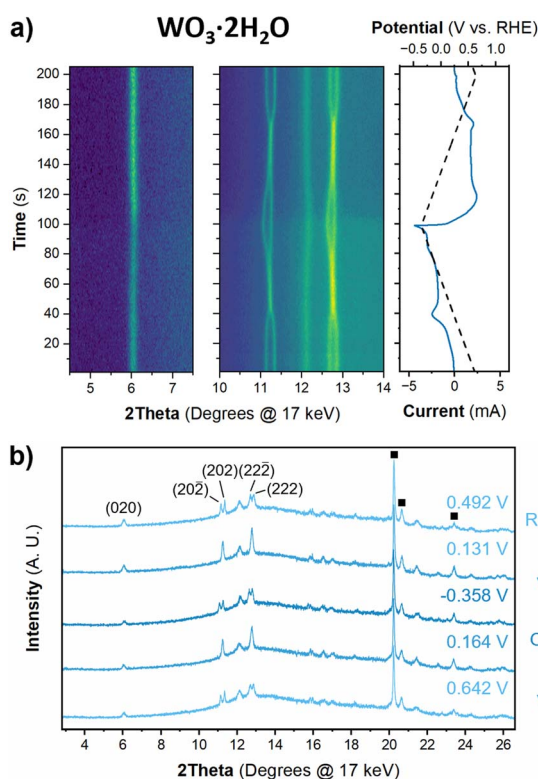 a)
WO₃·2H₂O
Potential (V vs. RHE)
−0.5 0.0 0.5 1.0
Time (s)
200
180
160
140
120
100
80
60
40
20
5 6 7
10 11 12 13 14
−5 0 5
2Theta (Degrees @ 17 keV)
Current (mA)
b)
Intensity (A. U.)
(020)
(202̄)
(202)
(222̄)
(222)
0.492 V
R
0.131 V
-0.358 V
O
0.164 V
0.642 V
4 6 8 10 12 14 16 18 20 22 24 26
2Theta (Degrees @ 17 keV)